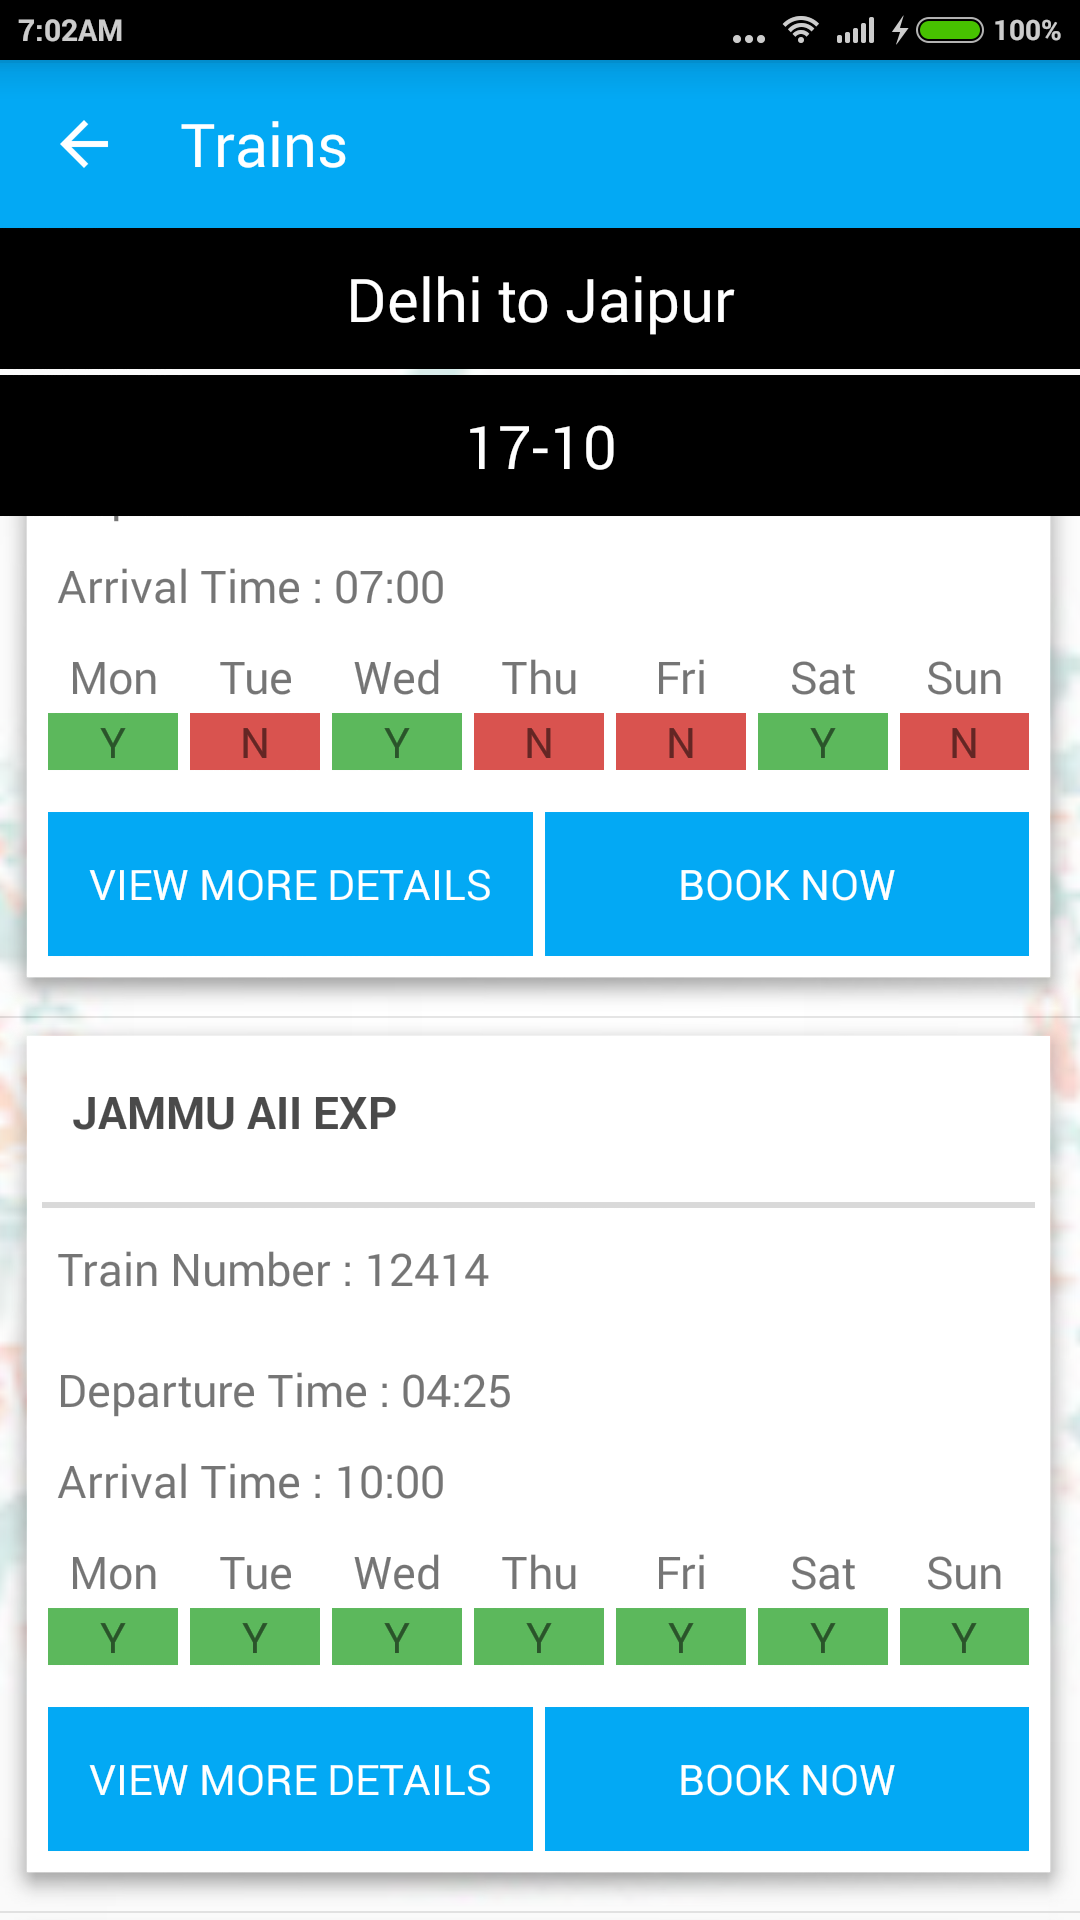 7:02AM 100%
Trains
Delhi to Jaipur
17-10
Arrival Time : 07:00
Mon Tue Wed Thu Fri Sat Sun
Y N Y N N Y N
VIEW MORE DETAILS BOOK NOW
JAMMU AII EXP
Train Number : 12414
Departure Time : 04:25
Arrival Time : 10:00
Mon Tue Wed Thu Fri Sat Sun
Y Y Y Y Y Y Y
VIEW MORE DETAILS BOOK NOW